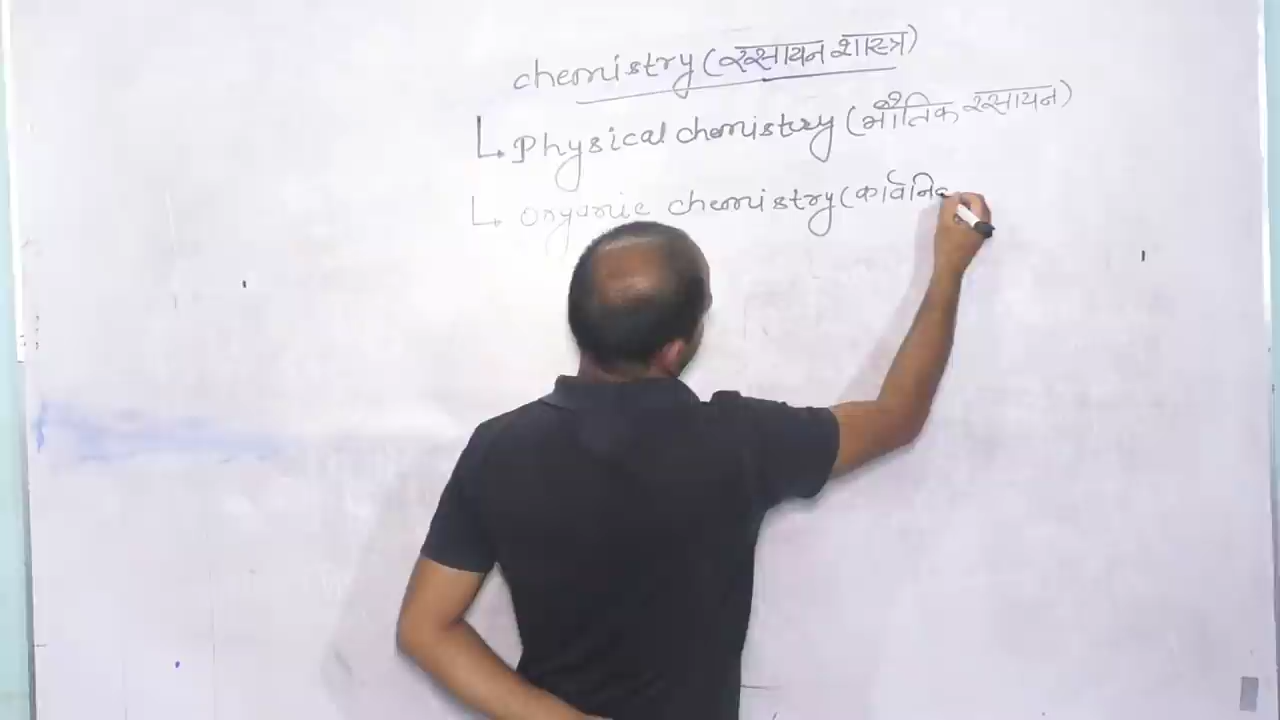 chemistry (रसायन शास्त्र)
Physical chemistry (भौतिक रसायन)
organic chemistry (कार्बनिक